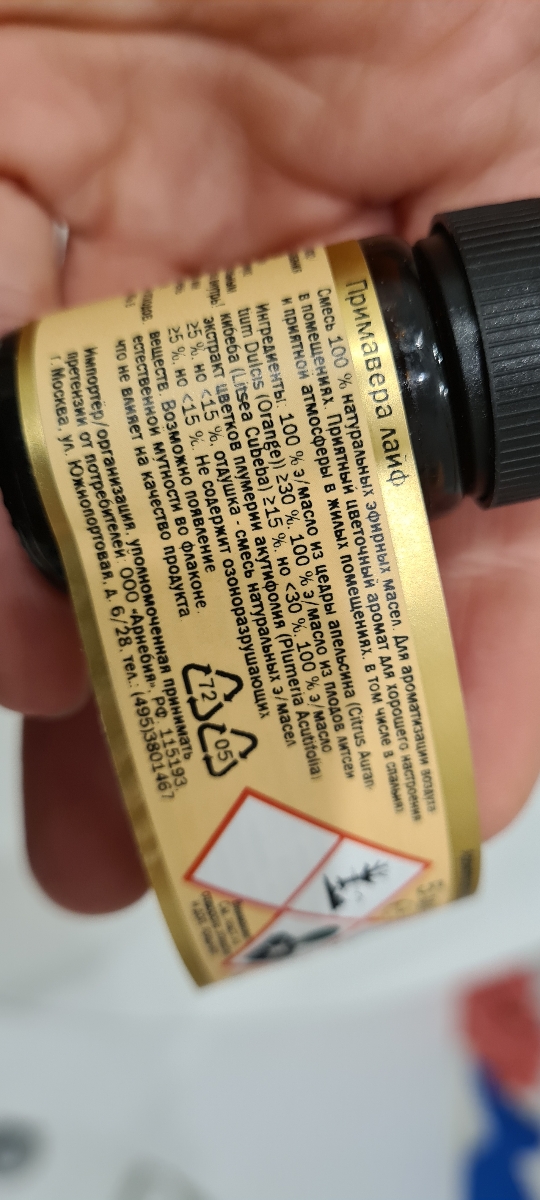 Примавера лайф
Смесь 100 % натуральных эфирных масел. Для ароматизации воздуха
в помещениях. Приятный цветочный аромат для хорошего настроения
и приятной атмосферы в жилых помещениях, в том числе в спальнях
Ингредиенты: 100 % э/масло из цедры апельсина (Citrus Auran-
tium Dulcis (Orange)) ≥30 %, 100 % э/масло из плодов литсеи
кубеба (Litsea Cubeba) ≥15 %, но <30 %, 100 % э/масло
экстракт цветков плумерии акутифолия (Plumeria Acutifolia)
≥5 %, но <15 %, отдушка - смесь натуральных э/масел
≥5 %, но <15 %. Не содержит озоноразрушающих
веществ. Возможно появление
естественной мутности во флаконе,
что не влияет на качество продукта
Импортёр/организация, уполномоченная принимать
претензии от потребителей: ООО «Арнебия», РФ, 115193,
г. Москва, ул. Южнопортовая, д. 6/28, тел.: (495)3801467
72
05